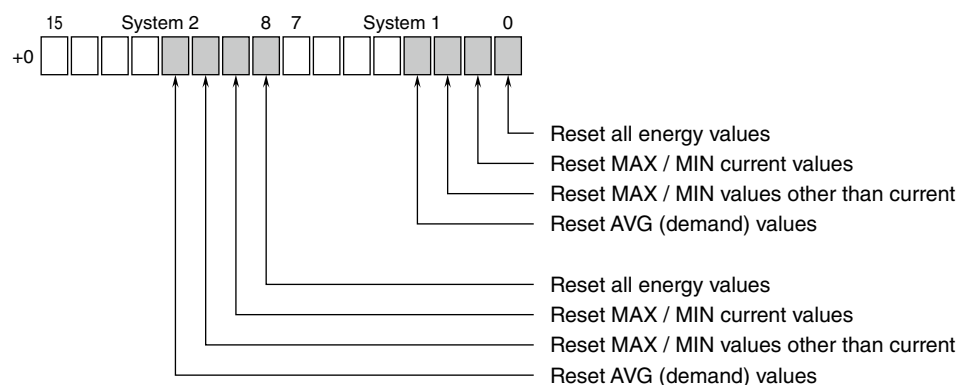 15 System 2 8 7 System 1 0
+0
Reset all energy values
Reset MAX / MIN current values
Reset MAX / MIN values other than current
Reset AVG (demand) values
Reset all energy values
Reset MAX / MIN current values
Reset MAX / MIN values other than current
Reset AVG (demand) values